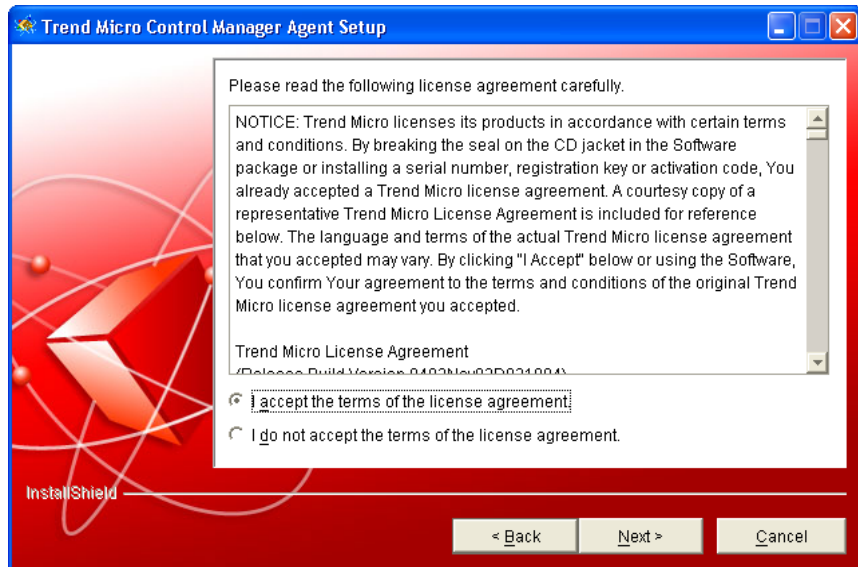 Trend Micro Control Manager Agent Setup
Please read the following license agreement carefully.
NOTICE: Trend Micro licenses its products in accordance with certain terms
and conditions. By breaking the seal on the CD jacket in the Software
package or installing a serial number, registration key or activation code, You
already accepted a Trend Micro license agreement. A courtesy copy of a
representative Trend Micro License Agreement is included for reference
below. The language and terms of the actual Trend Micro license agreement
that you accepted may vary. By clicking "I Accept" below or using the Software,
You confirm Your agreement to the terms and conditions of the original Trend
Micro license agreement you accepted.
Trend Micro License Agreement
(Release Build Version
I accept the terms of the license agreement.
I do not accept the terms of the license agreement.
InstallShield
< Back
Next >
Cancel